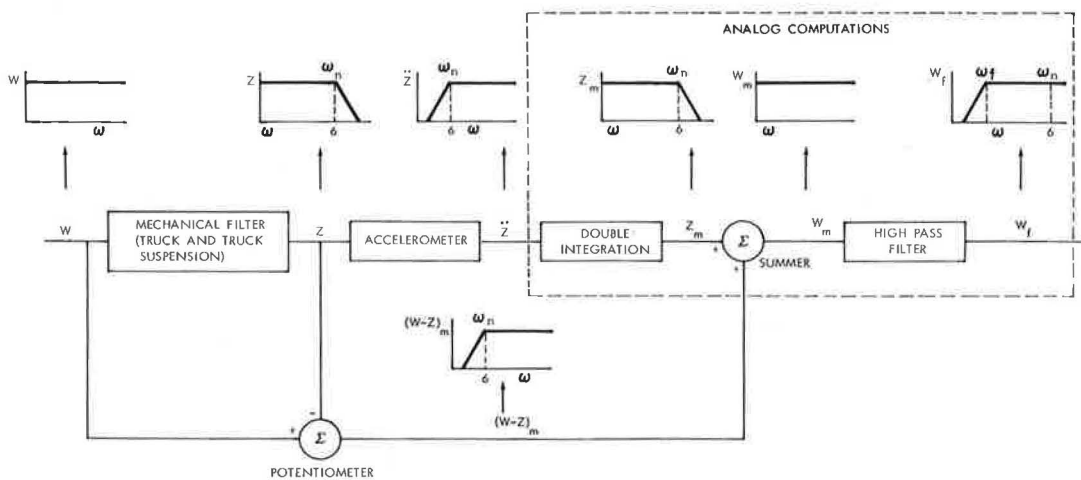 ANALOG COMPUTATIONS
W
ω
Z
ωn
ω
6
Z̈
ωn
6
ω
Zm
ωn
ω
6
Wm
ω
Wf
ωf
ωn
ω
6
W
MECHANICAL FILTER
(TRUCK AND TRUCK
SUSPENSION)
Z
ACCELEROMETER
Z̈
DOUBLE
INTEGRATION
Zm
+
Σ
+
SUMMER
Wm
HIGH PASS
FILTER
Wf
(W-Z)m
ωn
6
ω
(W-Z)m
-
+
Σ
POTENTIOMETER